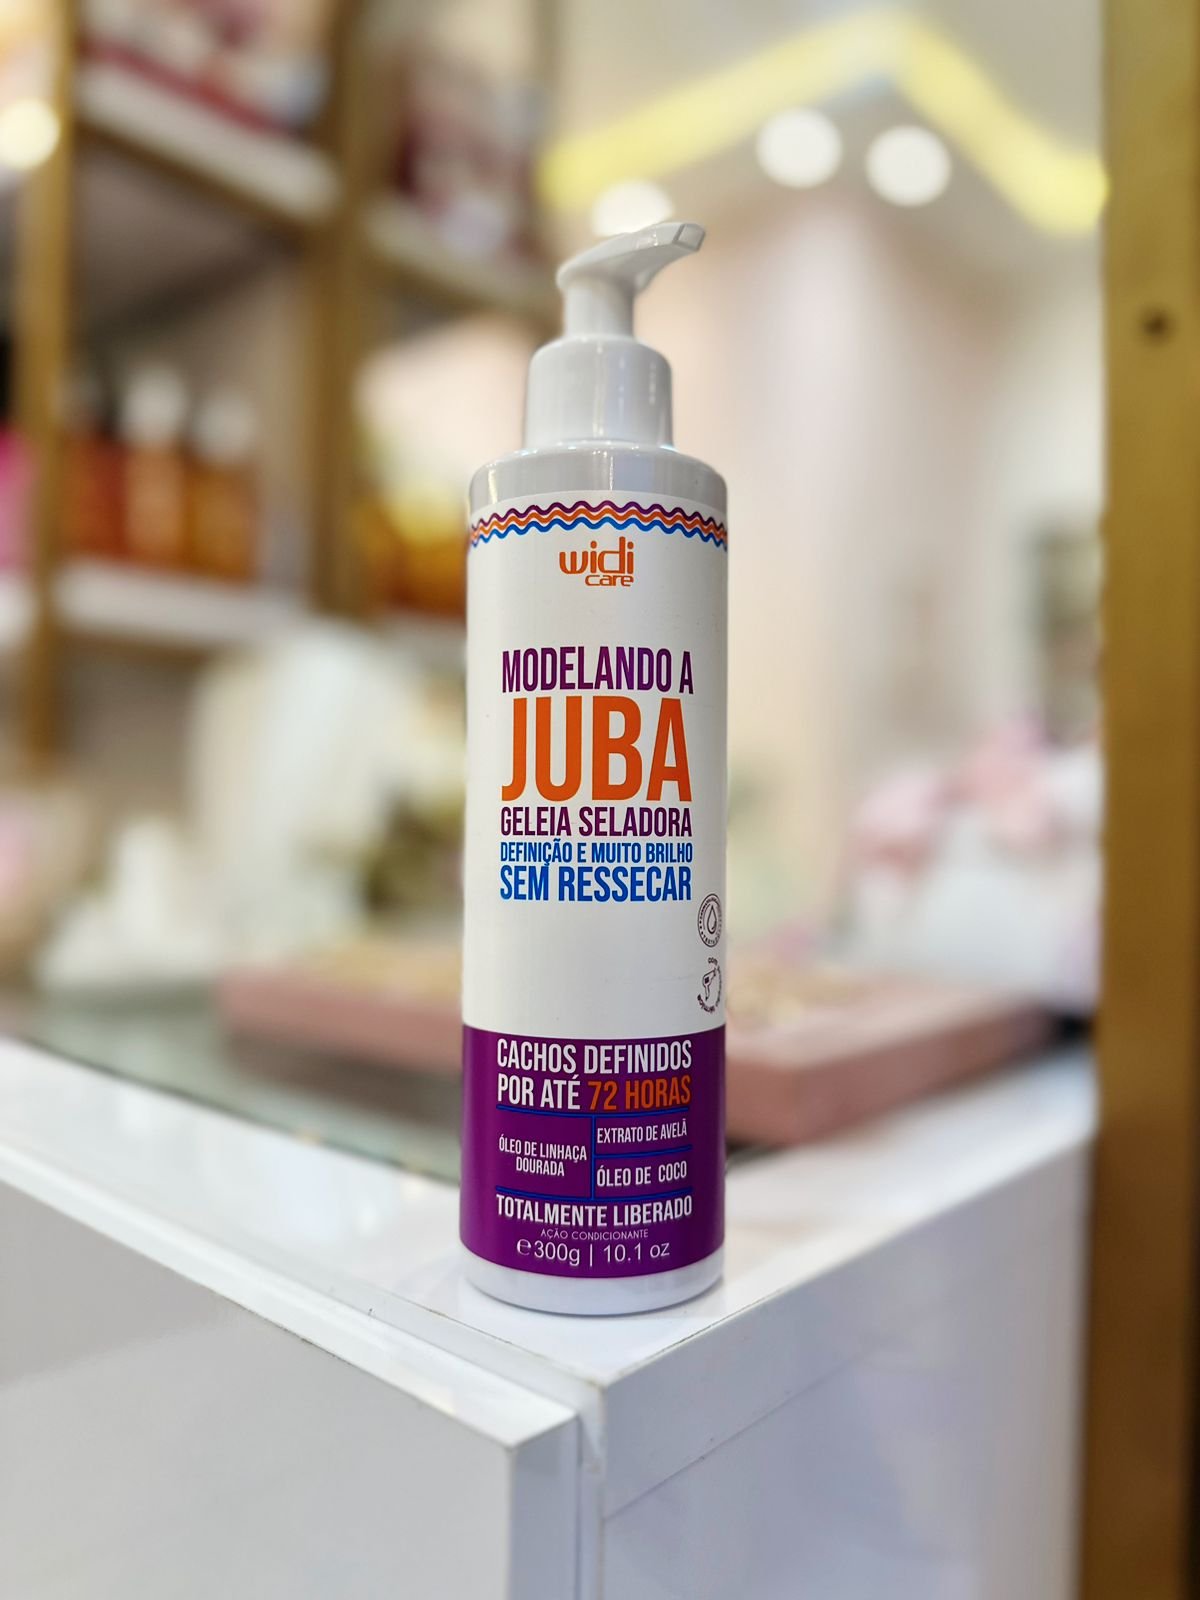 widi
care
MODELANDO A
JUBA
GELEIA SELADORA
DEFINIÇÃO E MUITO BRILHO
SEM RESSECAR
CACHOS DEFINIDOS
POR ATÉ 72 HORAS
ÓLEO DE LINHAÇA
DOURADA
EXTRATO DE AVELÃ
ÓLEO DE COCO
TOTALMENTE LIBERADO
AÇÃO CONDICIONANTE
℮300g | 10.1 oz